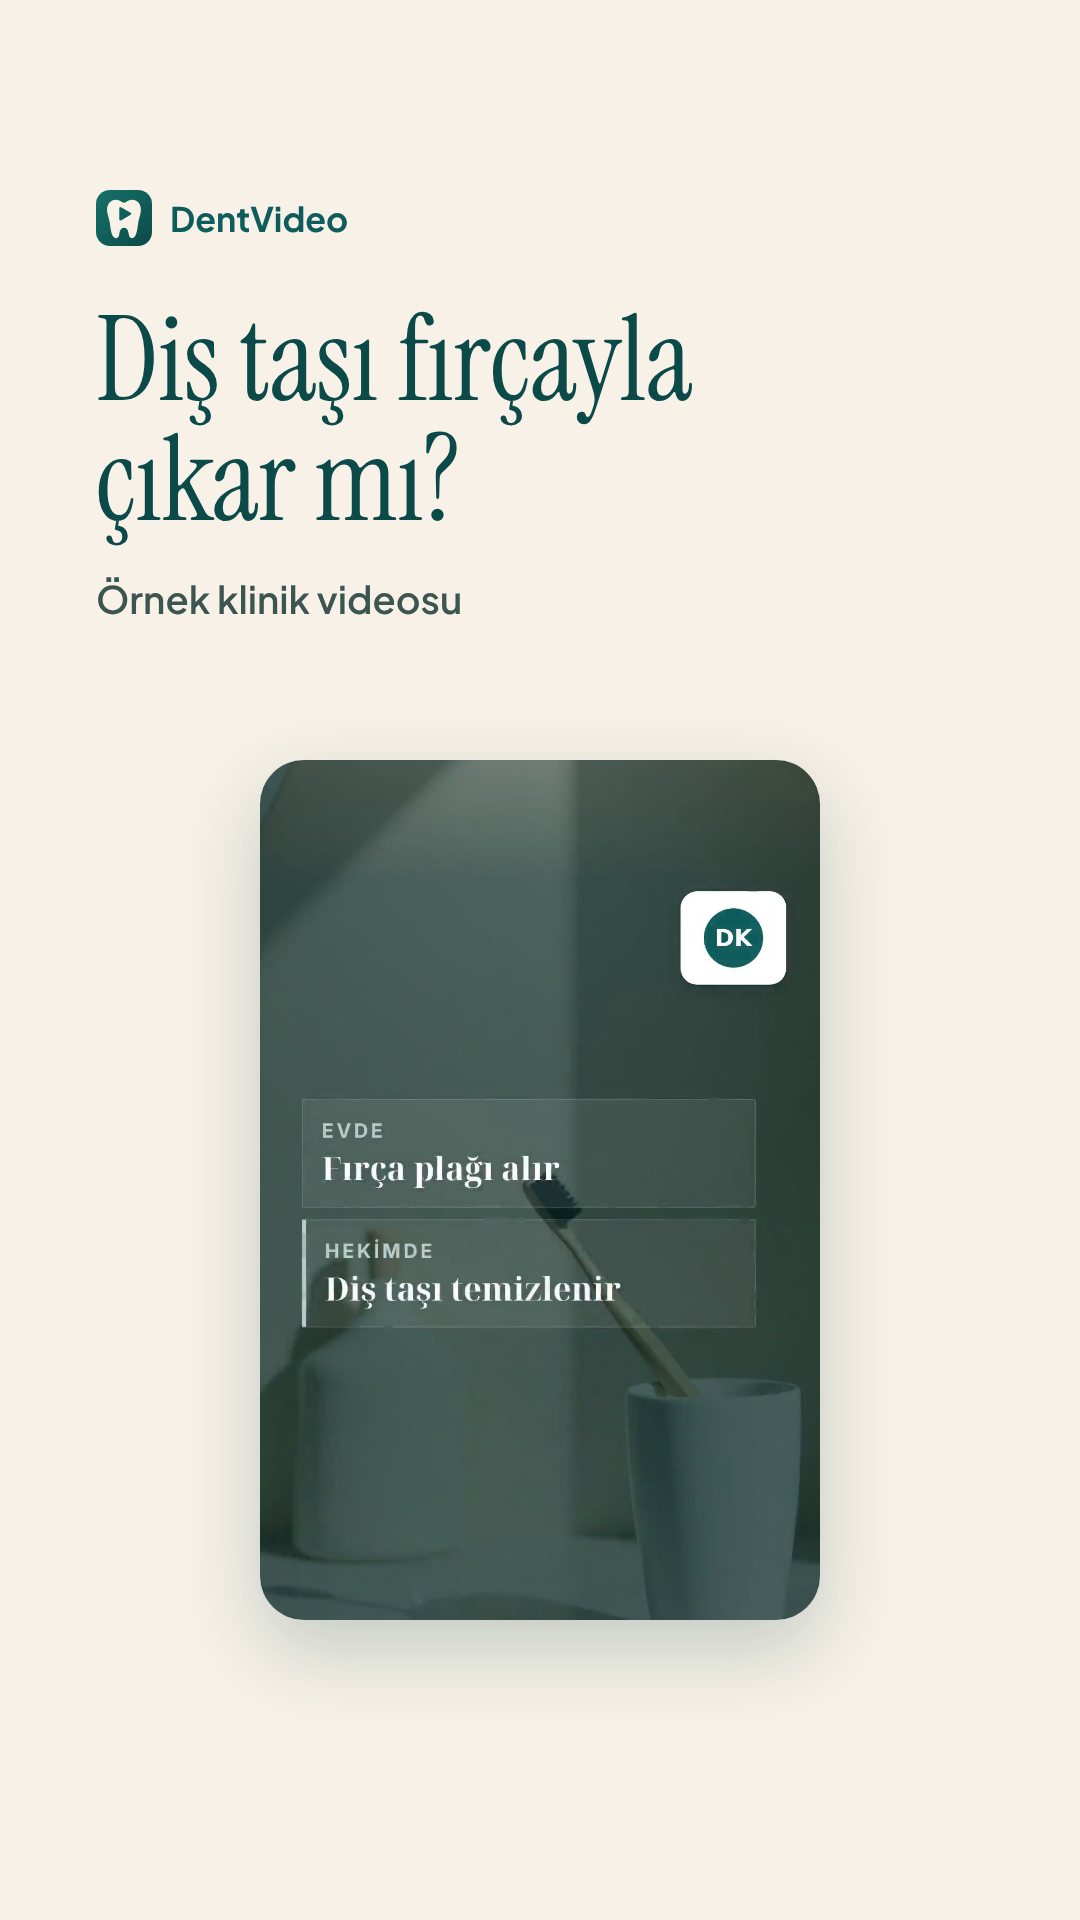 DentVideo
Diş taşı fırçayla
çıkar mı?
Örnek klinik videosu
DK
EVDE
Fırça plağı alır
HEKİMDE
Diş taşı temizlenir